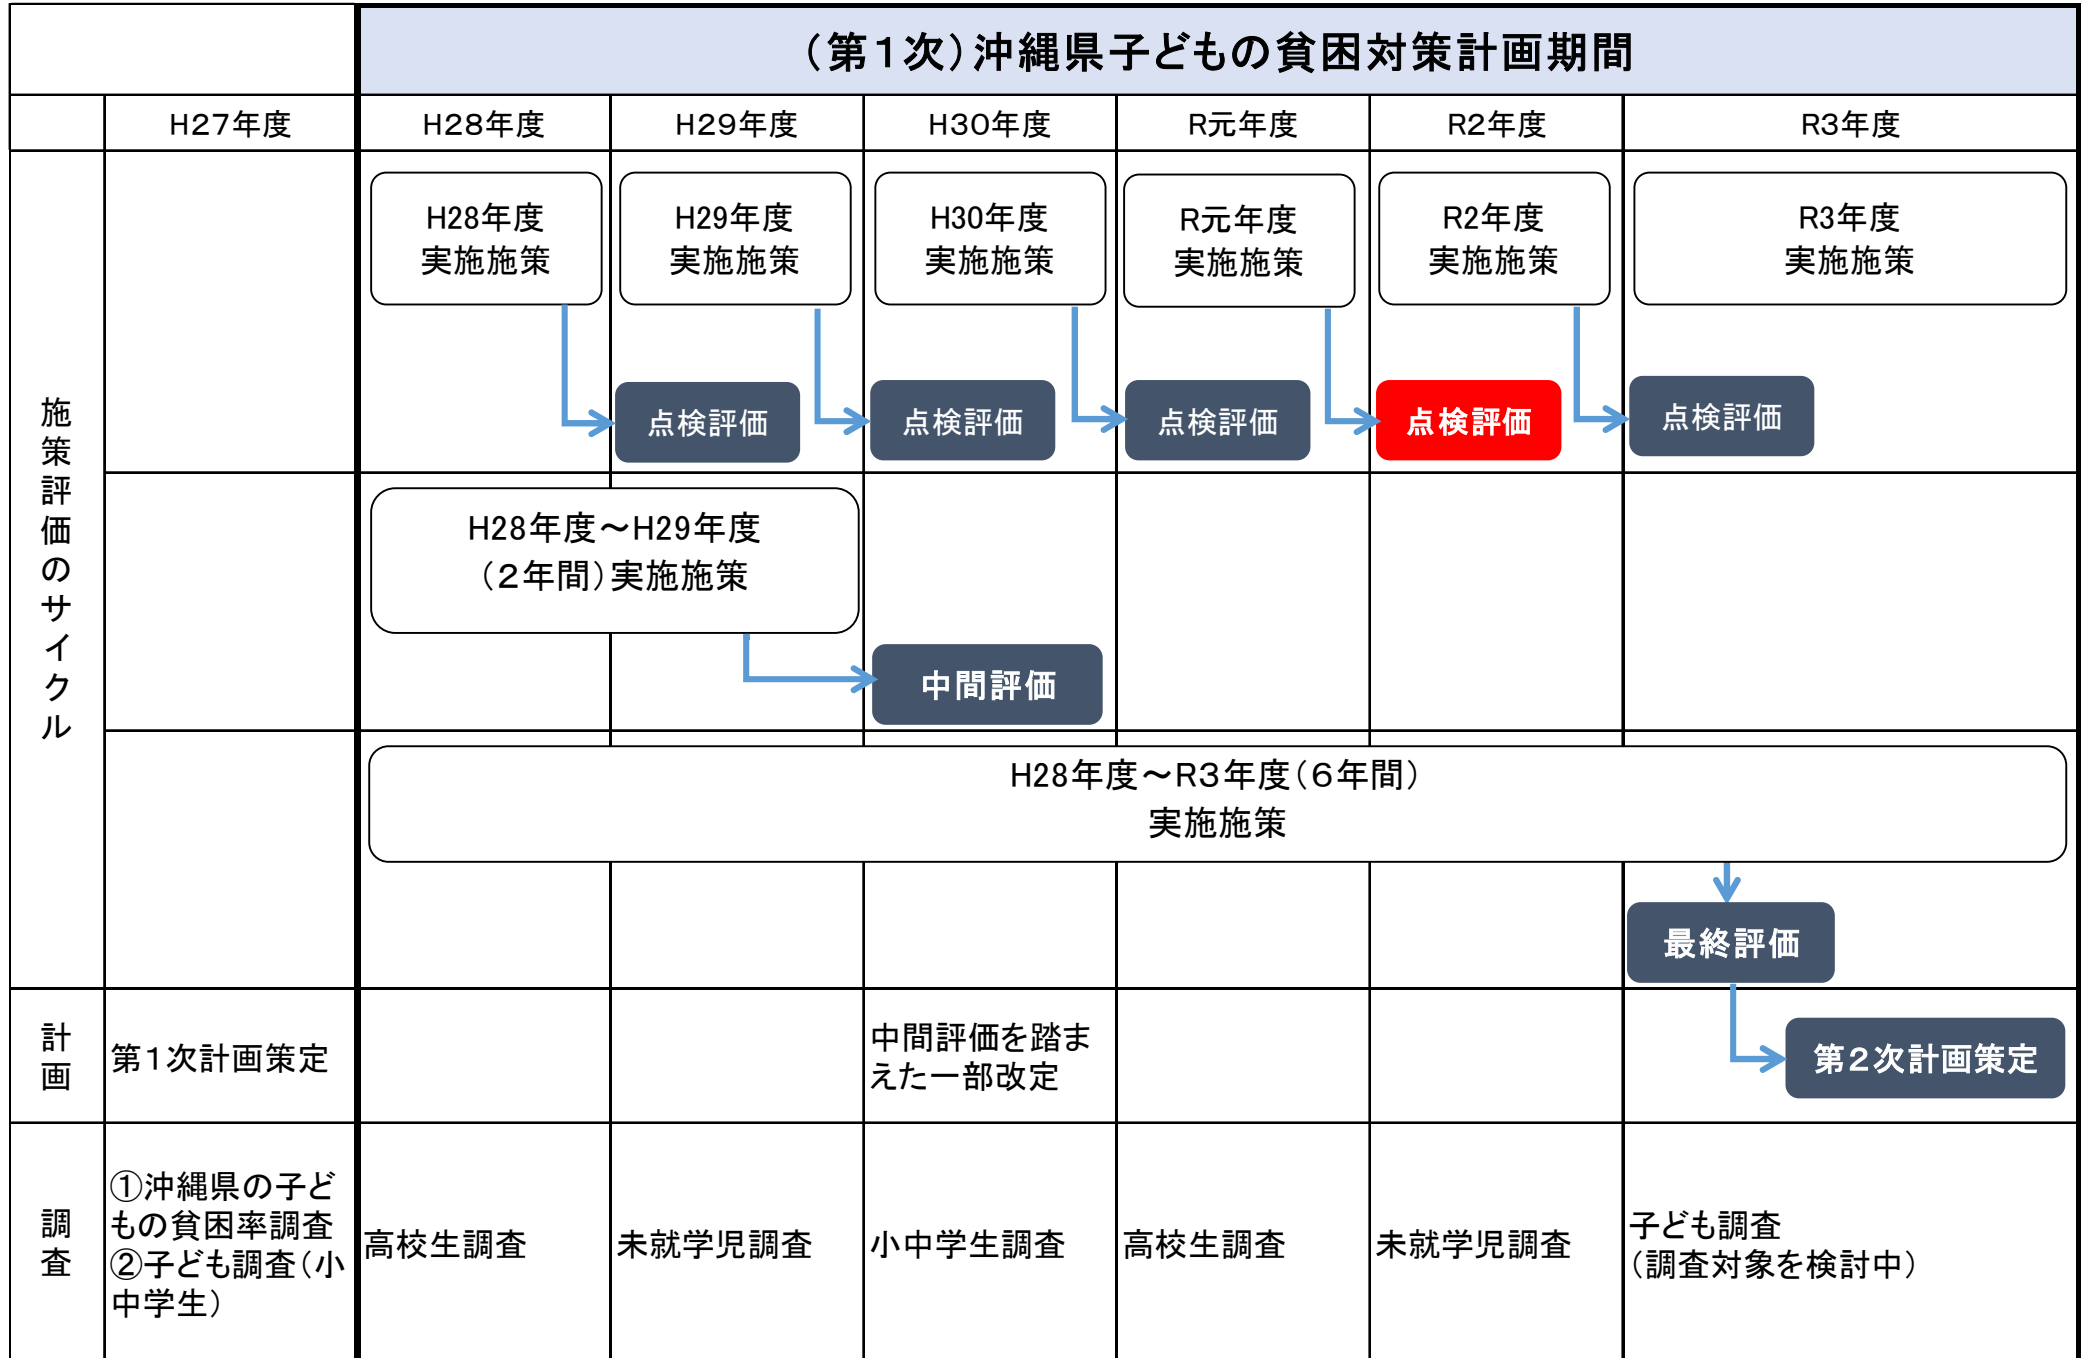 （第１次）沖縄県子どもの貧困対策計画期間
H27年度
H28年度
H29年度
H30年度
R元年度
R2年度
R3年度
施策評価のサイクル
H28年度
実施施策
H29年度
実施施策
H30年度
実施施策
R元年度
実施施策
R2年度
実施施策
R3年度
実施施策
点検評価
点検評価
点検評価
点検評価
点検評価
H28年度～H29年度
（２年間）実施施策
中間評価
H28年度～R３年度（６年間）
実施施策
最終評価
計画
第１次計画策定
中間評価を踏ま
えた一部改定
第２次計画策定
調査
①沖縄県の子ど
もの貧困率調査
②子ども調査（小
中学生）
高校生調査
未就学児調査
小中学生調査
高校生調査
未就学児調査
子ども調査
（調査対象を検討中）